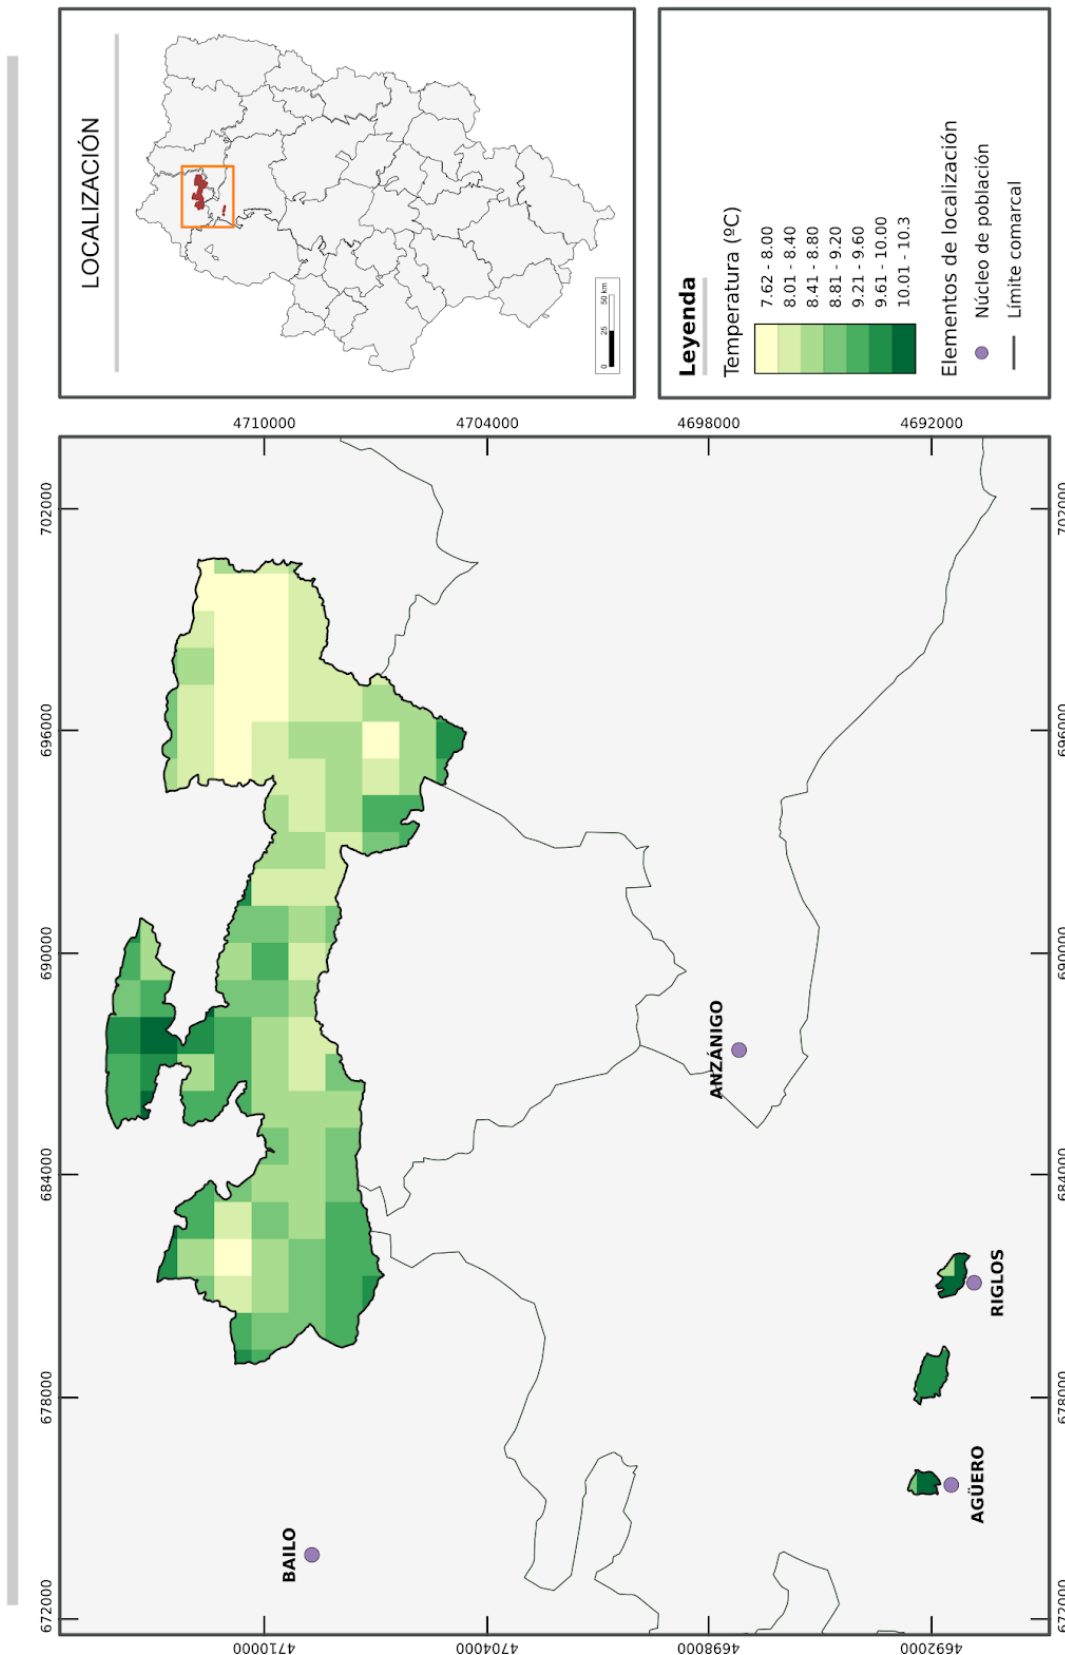 LOCALIZACIÓN
0 25 50 km
Leyenda
Temperatura (ºC)
7.62 - 8.00
8.01 - 8.40
8.41 - 8.80
8.81 - 9.20
9.21 - 9.60
9.61 - 10.00
10.01 - 10.3
Elementos de localización
Núcleo de población
Límite comarcal
672000
678000
684000
690000
696000
702000
4710000
4704000
4698000
4692000
BAILO
ANZÁNIGO
AGÜERO
RIGLOS
4710000
4704000
4698000
4692000
672000
678000
684000
690000
696000
702000